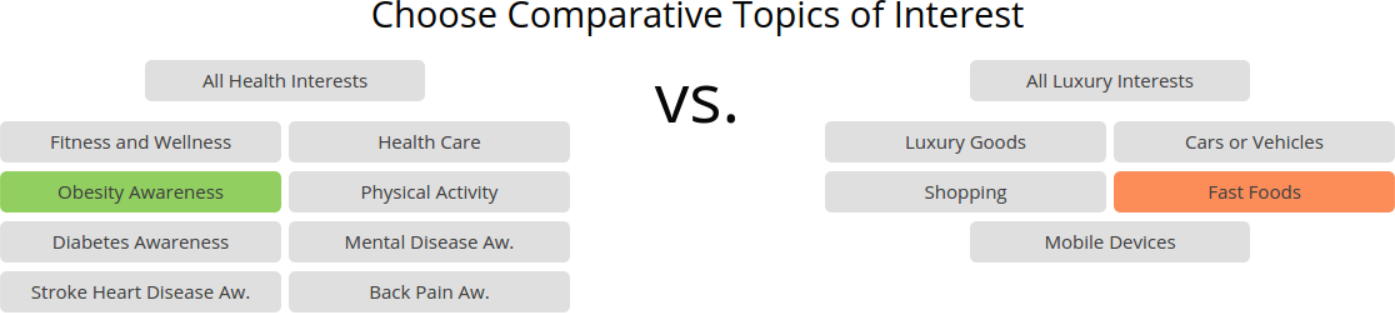 Choose Comparative Topics of Interest
All Health Interests
vs.
All Luxury Interests
Fitness and Wellness
Health Care
Luxury Goods
Cars or Vehicles
Obesity Awareness
Physical Activity
Shopping
Fast Foods
Diabetes Awareness
Mental Disease Aw.
Mobile Devices
Stroke Heart Disease Aw.
Back Pain Aw.